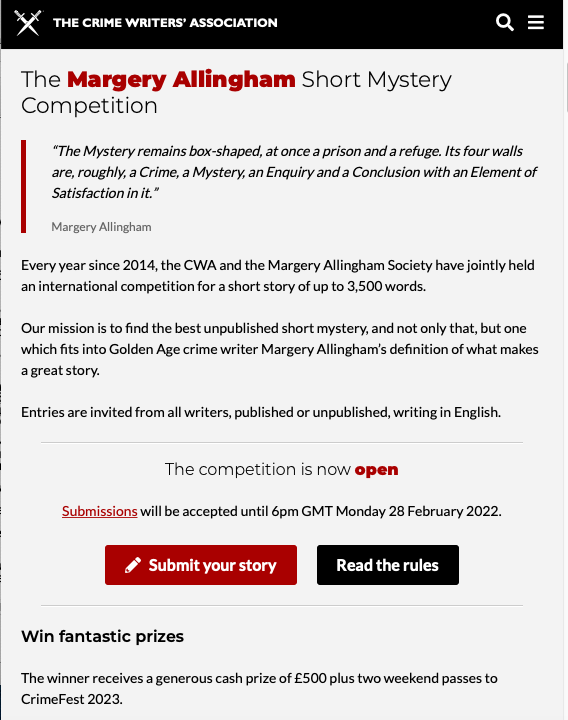 THE CRIME WRITERS' ASSOCIATION
The Margery Allingham Short Mystery
Competition
“The Mystery remains box-shaped, at once a prison and a refuge. Its four walls
are, roughly, a Crime, a Mystery, an Enquiry and a Conclusion with an Element of
Satisfaction in it.”
Margery Allingham
Every year since 2014, the CWA and the Margery Allingham Society have jointly held
an international competition for a short story of up to 3,500 words.
Our mission is to find the best unpublished short mystery, and not only that, but one
which fits into Golden Age crime writer Margery Allingham’s definition of what makes
a great story.
Entries are invited from all writers, published or unpublished, writing in English.
The competition is now open
Submissions will be accepted until 6pm GMT Monday 28 February 2022.
Submit your story Read the rules
Win fantastic prizes
The winner receives a generous cash prize of £500 plus two weekend passes to
CrimeFest 2023.